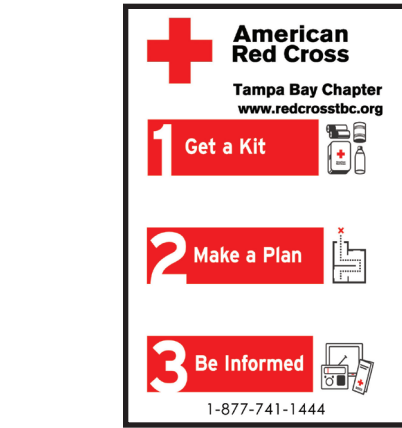 American
Red Cross
Tampa Bay Chapter
www.redcrosstbc.org
1 Get a Kit
2 Make a Plan
3 Be Informed
1-877-741-1444